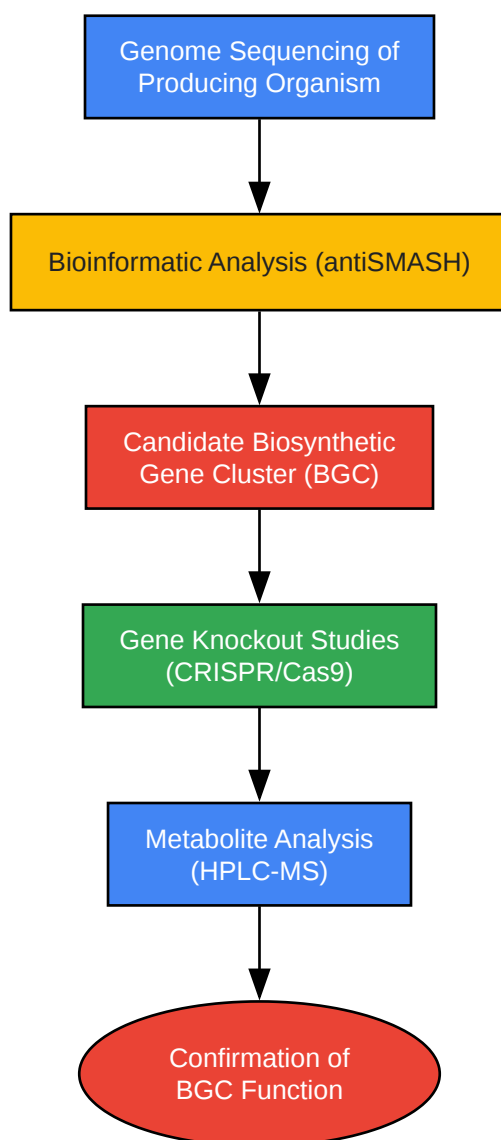 Genome Sequencing of
Producing Organism
Bioinformatic Analysis (antiSMASH)
Candidate Biosynthetic
Gene Cluster (BGC)
Gene Knockout Studies
(CRISPR/Cas9)
Metabolite Analysis
(HPLC-MS)
Confirmation of
BGC Function